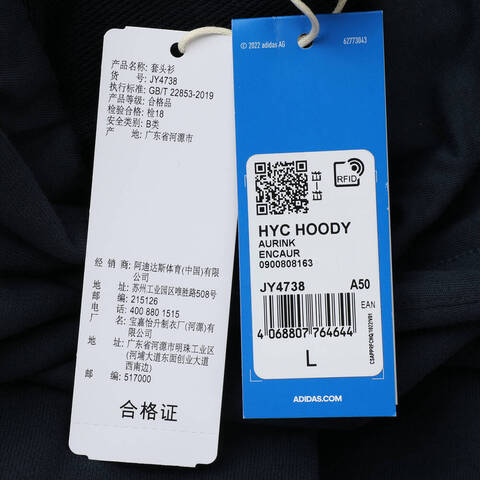 产品名称: 套头衫
货 号: JY4738
执行标准: GB/T 22853-2019
产品等级: 合格品
检验合格: 检18
安全类别: B类
产 地: 广东省河源市
经 销 商: 阿迪达斯体育(中国)有限
公司
地 址: 苏州工业园区唯胜路508号
邮 编: 215126
电 话: 400 880 1515
厂 名: 宝嘉怡升制衣厂(河源)有
限公司
地 址: 广东省河源市明珠工业区
(河埔大道东面创业大道
西南边)
邮 编: 517000
合格证
© 2022 adidas AG
62773043
RFID
HYC HOODY
AURINK
ENCAUR
0900808163
JY4738 A50
EAN
4 068807 764644
L
ADIDAS.COM